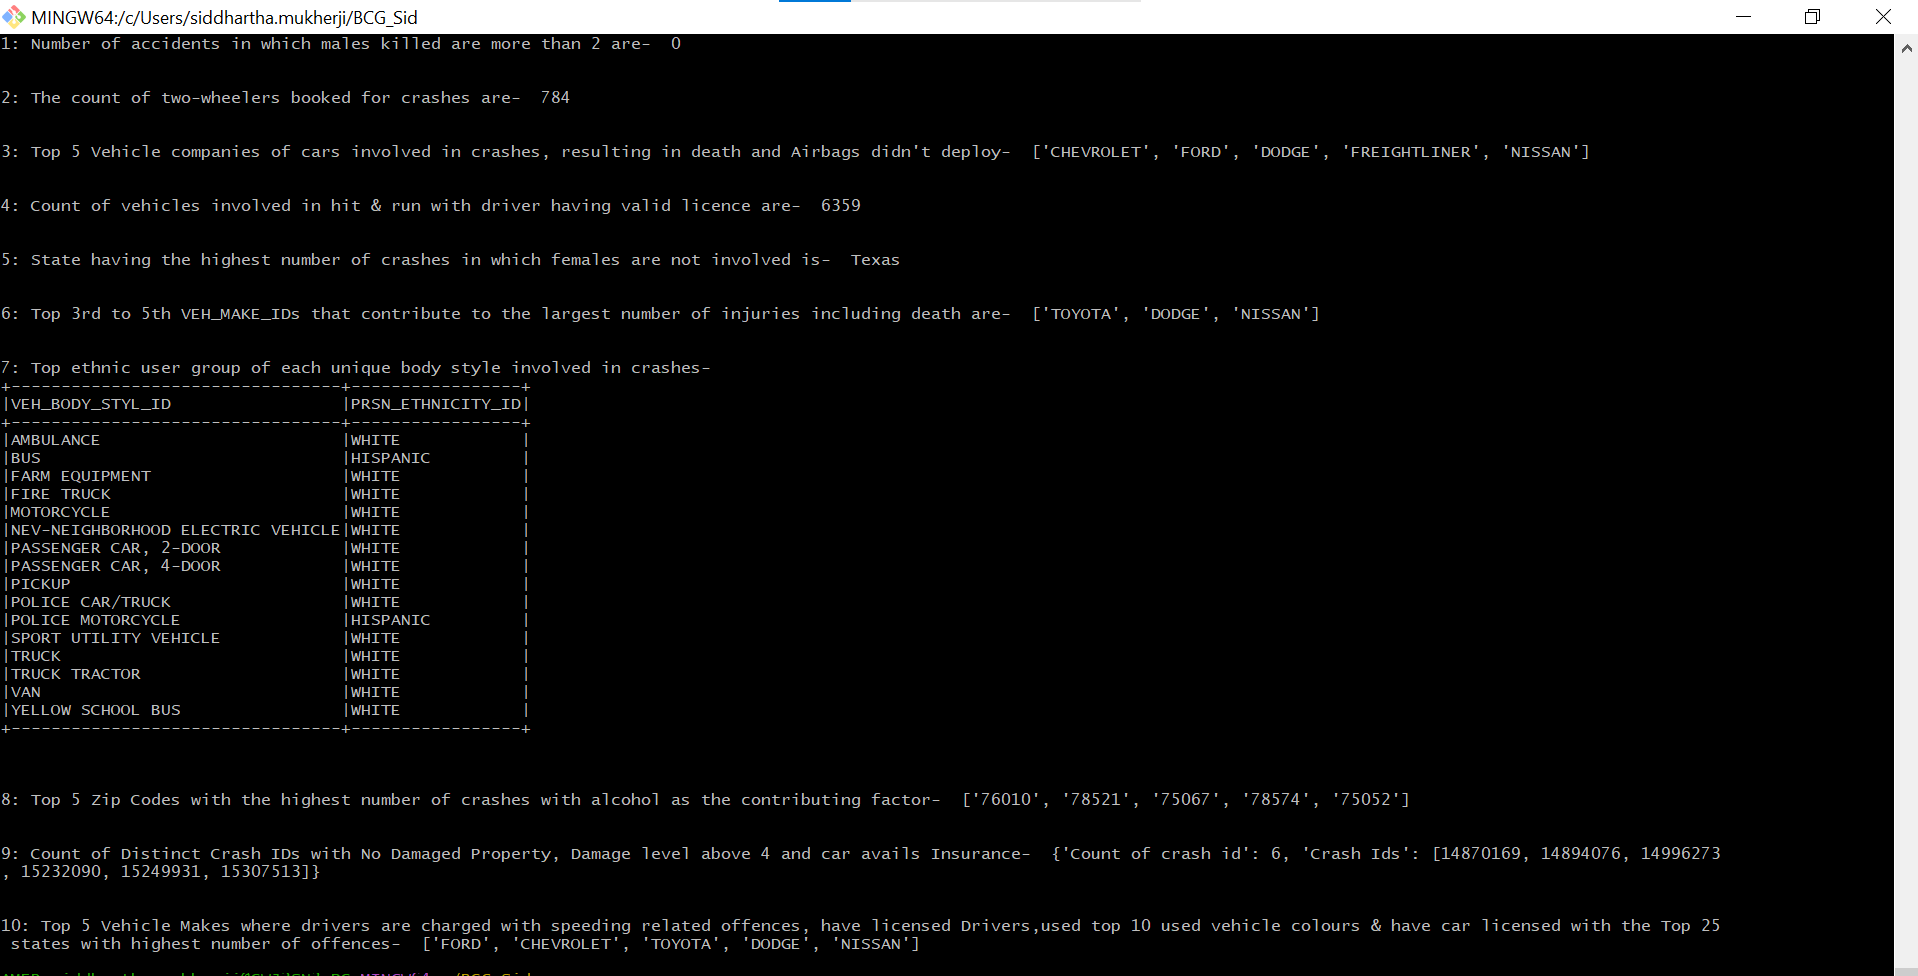 MINGW64:/c/Users/siddhartha.mukherji/BCG_Sid
1: Number of accidents in which males killed are more than 2 are-  0
2: The count of two-wheelers booked for crashes are-  784
3: Top 5 Vehicle companies of cars involved in crashes, resulting in death and Airbags didn't deploy-  ['CHEVROLET', 'FORD', 'DODGE', 'FREIGHTLINER', 'NISSAN']
4: Count of vehicles involved in hit & run with driver having valid licence are-  6359
5: State having the highest number of crashes in which females are not involved is-  Texas
6: Top 3rd to 5th VEH_MAKE_IDs that contribute to the largest number of injuries including death are-  ['TOYOTA', 'DODGE', 'NISSAN']
7: Top ethnic user group of each unique body style involved in crashes-
+---------------------------------+-----------------+
|VEH_BODY_STYL_ID                 |PRSN_ETHNICITY_ID|
+---------------------------------+-----------------+
|AMBULANCE                        |WHITE            |
|BUS                              |HISPANIC         |
|FARM EQUIPMENT                   |WHITE            |
|FIRE TRUCK                       |WHITE            |
|MOTORCYCLE                       |WHITE            |
|NEV-NEIGHBORHOOD ELECTRIC VEHICLE|WHITE            |
|PASSENGER CAR, 2-DOOR            |WHITE            |
|PASSENGER CAR, 4-DOOR            |WHITE            |
|PICKUP                           |WHITE            |
|POLICE CAR/TRUCK                 |WHITE            |
|POLICE MOTORCYCLE                |HISPANIC         |
|SPORT UTILITY VEHICLE            |WHITE            |
|TRUCK                            |WHITE            |
|TRUCK TRACTOR                    |WHITE            |
|VAN                              |WHITE            |
|YELLOW SCHOOL BUS                |WHITE            |
+---------------------------------+-----------------+
8: Top 5 Zip Codes with the highest number of crashes with alcohol as the contributing factor-  ['76010', '78521', '75067', '78574', '75052']
9: Count of Distinct Crash IDs with No Damaged Property, Damage level above 4 and car avails Insurance-  {'Count of crash id': 6, 'Crash Ids': [14870169, 14894076, 14996273
, 15232090, 15249931, 15307513]}
10: Top 5 Vehicle Makes where drivers are charged with speeding related offences, have licensed Drivers,used top 10 used vehicle colours & have car licensed with the Top 25
states with highest number of offences-  ['FORD', 'CHEVROLET', 'TOYOTA', 'DODGE', 'NISSAN']